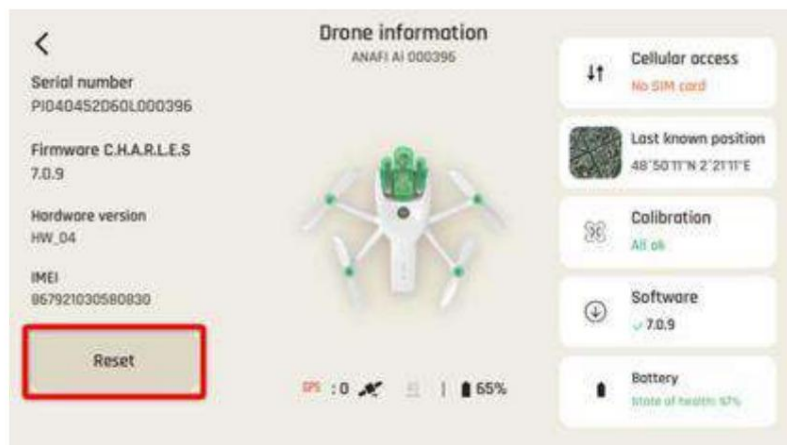 Drone information
ANAFI Ai 000396
Serial number
PI040452D60L000396
Firmware C.H.A.R.L.E.S
7.0.9
Hardware version
HW_04
IMEI
867921030580830
Reset
GPS : 0
65%
Cellular access
No SIM card
Last known position
48°50'11"N 2°21'11"E
Calibration
All ok
Software
7.0.9
Battery
State of health: 97%